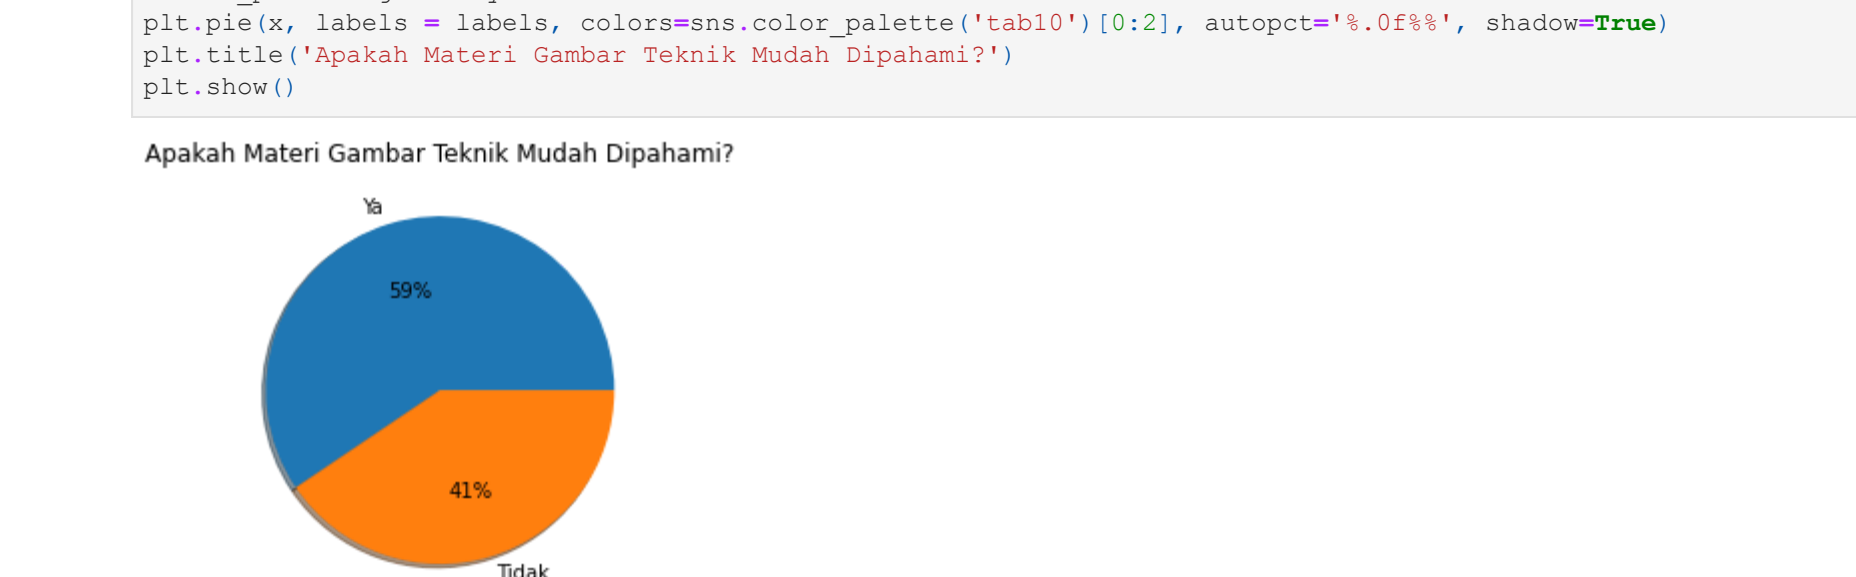 plt.pie(x, labels = labels, colors=sns.color_palette('tab10')[0:2], autopct='%.0f%%', shadow=True)
plt.title('Apakah Materi Gambar Teknik Mudah Dipahami?')
plt.show()
Apakah Materi Gambar Teknik Mudah Dipahami?
Ya
59%
41%
Tidak